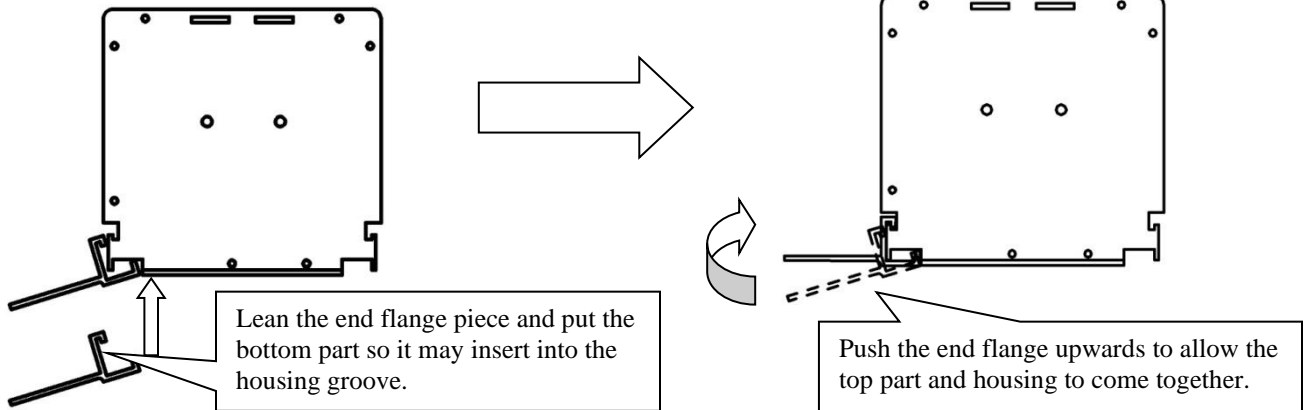 Lean the end flange piece and put the
bottom part so it may insert into the
housing groove.
Push the end flange upwards to allow the
top part and housing to come together.